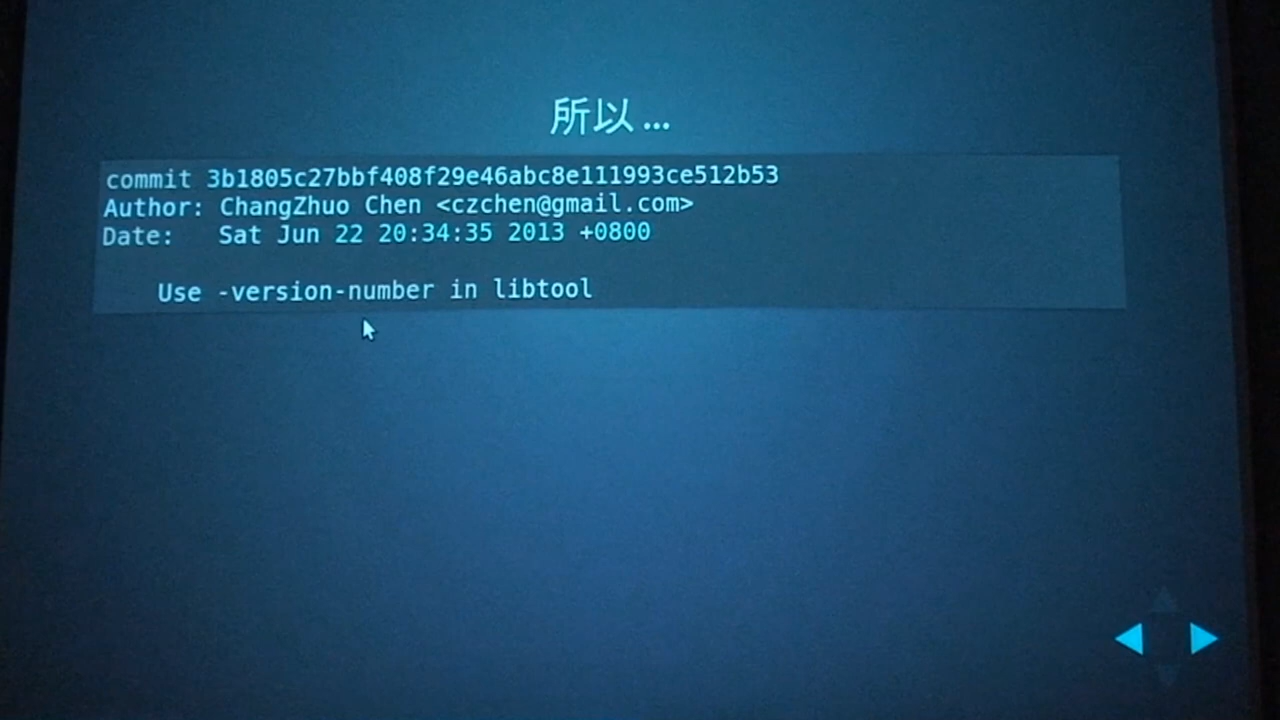 所以 ...
commit 3b1805c27bbf408f29e46abc8e111993ce512b53
Author: ChangZhuo Chen <czchen@gmail.com>
Date:   Sat Jun 22 20:34:35 2013 +0800
Use -version-number in libtool